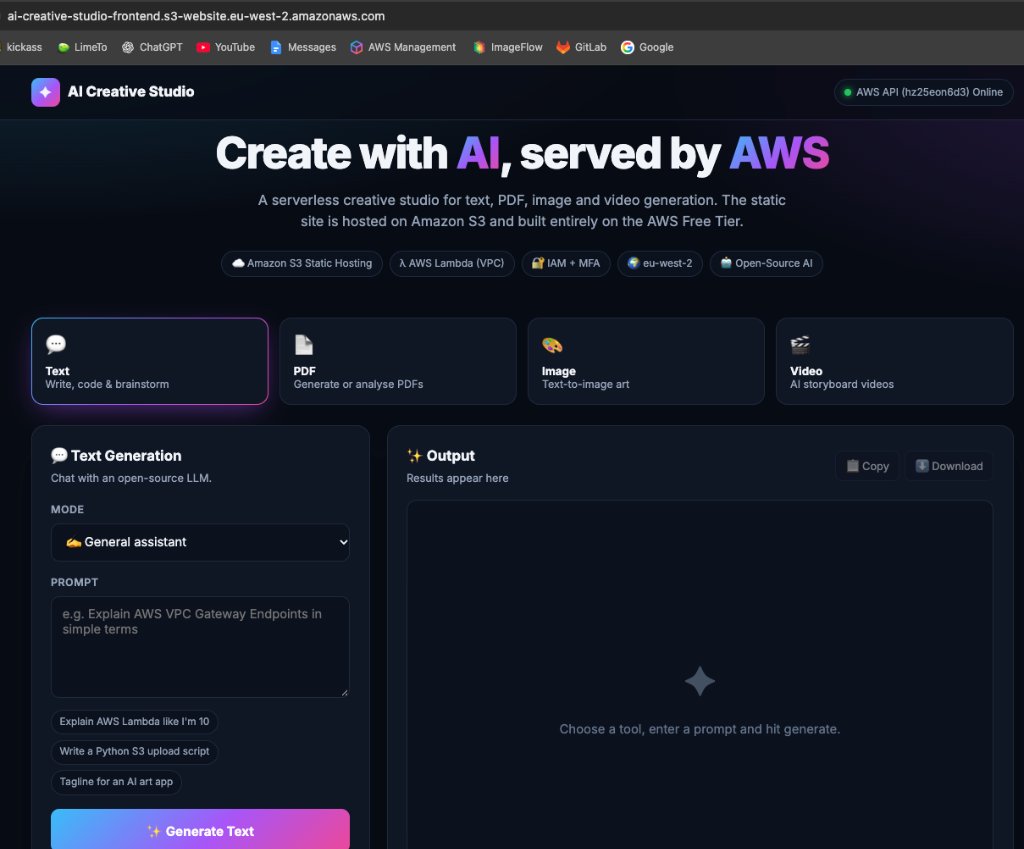 ai-creative-studio-frontend.s3-website.eu-west-2.amazonaws.com
kickass LimeTo ChatGPT YouTube Messages AWS Management ImageFlow GitLab Google
AI Creative Studio
AWS API (hz25eon6d3) Online
Create with AI, served by AWS
A serverless creative studio for text, PDF, image and video generation. The static
site is hosted on Amazon S3 and built entirely on the AWS Free Tier.
Amazon S3 Static Hosting λ AWS Lambda (VPC) IAM + MFA eu-west-2 Open-Source AI
Text
Write, code & brainstorm
PDF
Generate or analyse PDFs
Image
Text-to-image art
Video
AI storyboard videos
Text Generation
Chat with an open-source LLM.
MODE
General assistant
PROMPT
e.g. Explain AWS VPC Gateway Endpoints in
simple terms
Explain AWS Lambda like I'm 10
Write a Python S3 upload script
Tagline for an AI art app
Generate Text
Output
Results appear here
Copy
Download
Choose a tool, enter a prompt and hit generate.